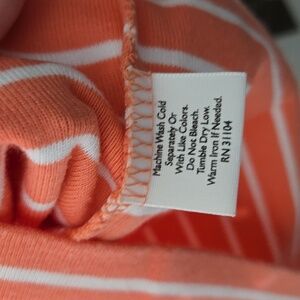 Machine Wash Cold
Separately Or
With Like Colors.
Do Not Bleach.
Tumble Dry Low.
Warm Iron If Needed.
RN 31104